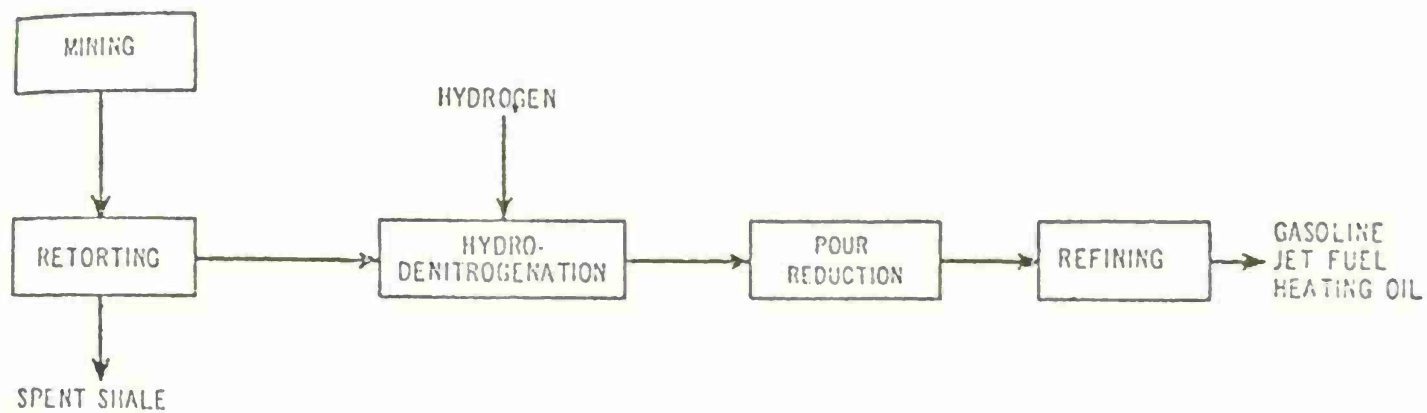 MINING
HYDROGEN
RETORTING
HYDRO-
DENITROGENATION
POUR
REDUCTION
REFINING
GASOLINE
JET FUEL
HEATING OIL
SPENT SHALE